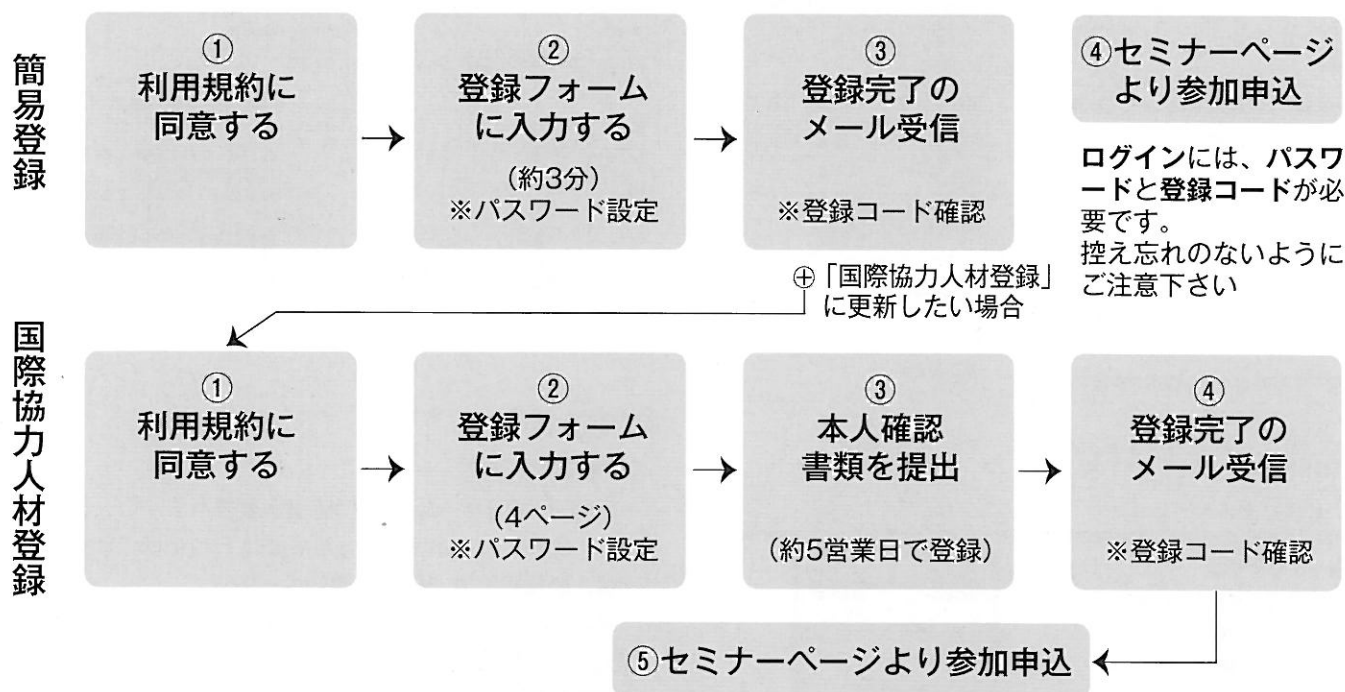 簡易登録
①
利用規約に
同意する
→
②
登録フォーム
に入力する
(約3分)
※パスワード設定
→
③
登録完了の
メール受信
※登録コード確認
④セミナーページ
より参加申込
ログインには、パスワ
ードと登録コードが必
要です。
控え忘れのないように
ご注意下さい
⊕「国際協力人材登録」
に更新したい場合
国際協力人材登録
①
利用規約に
同意する
→
②
登録フォーム
に入力する
(4ページ)
※パスワード設定
→
③
本人確認
書類を提出
(約5営業日で登録)
→
④
登録完了の
メール受信
※登録コード確認
⑤セミナーページより参加申込